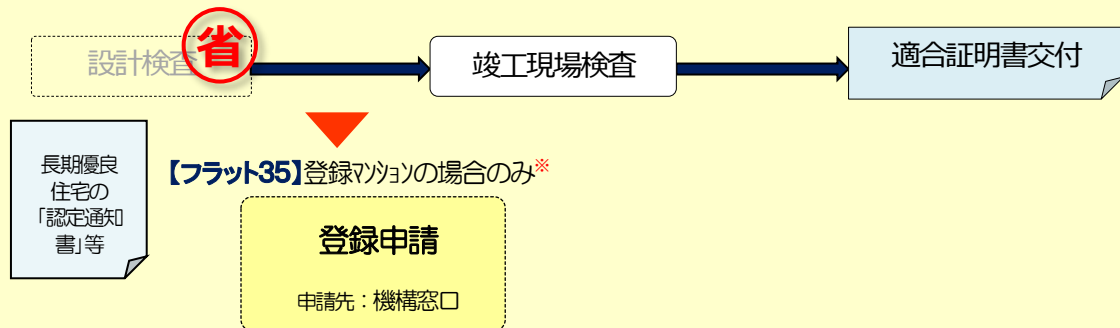 設計検査
省
竣工現場検査
適合証明書交付
長期優良
住宅の
「認定通知
書」等
【フラット35】登録マンションの場合のみ※
登録申請
申請先：機構窓口